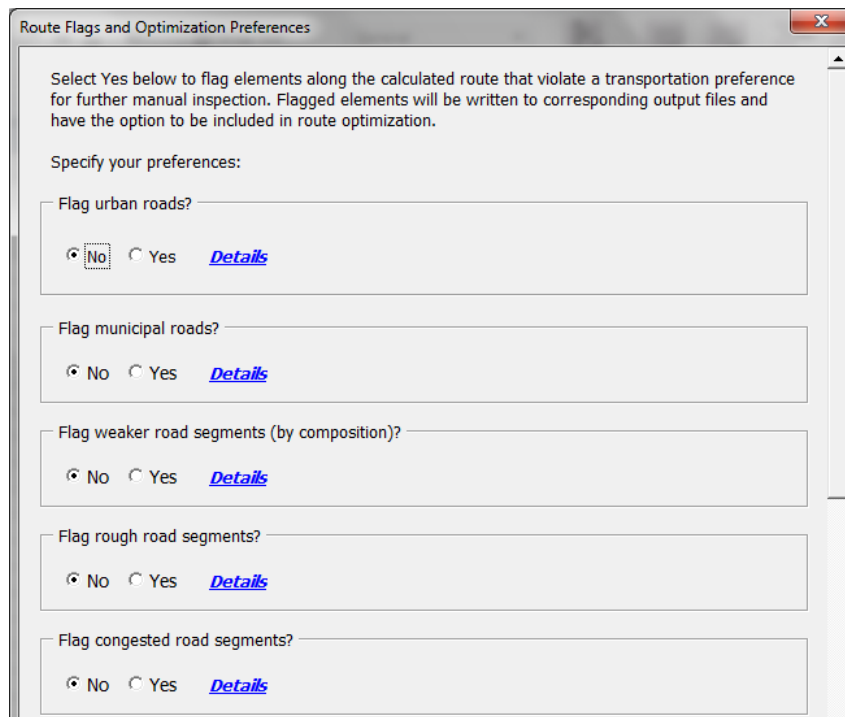 Route Flags and Optimization Preferences
Select Yes below to flag elements along the calculated route that violate a transportation preference
for further manual inspection. Flagged elements will be written to corresponding output files and
have the option to be included in route optimization.
Specify your preferences:
Flag urban roads?
No Yes Details
Flag municipal roads?
No Yes Details
Flag weaker road segments (by composition)?
No Yes Details
Flag rough road segments?
No Yes Details
Flag congested road segments?
No Yes Details